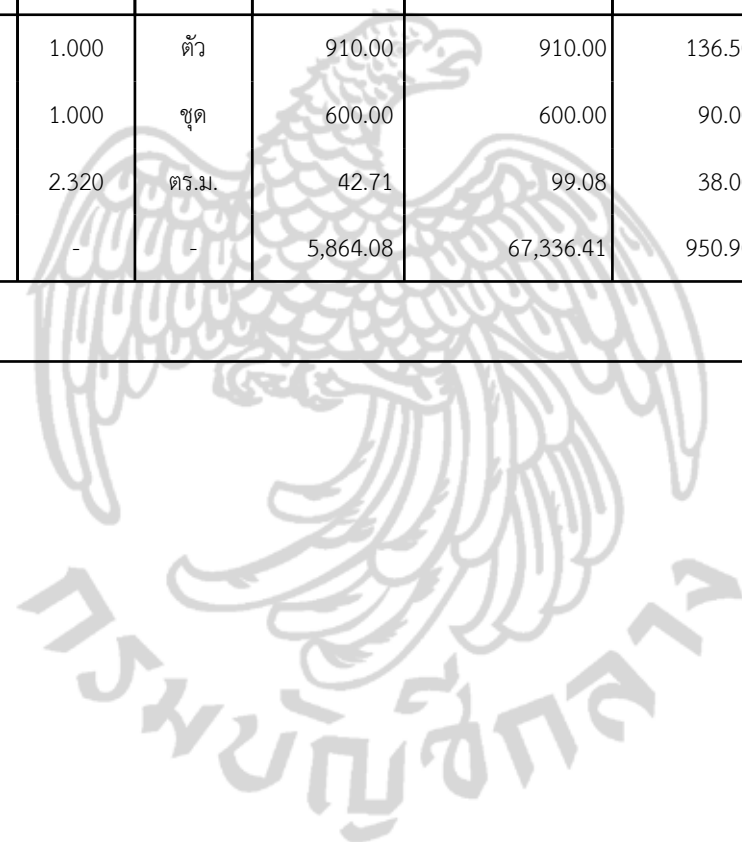 1.000 ตัว 910.00 910.00 136.5
1.000 ชุด 600.00 600.00 90.0
2.320 ตร.ม. 42.71 99.08 38.0
- - 5,864.08 67,336.41 950.9
กรมบัญชีกลาง